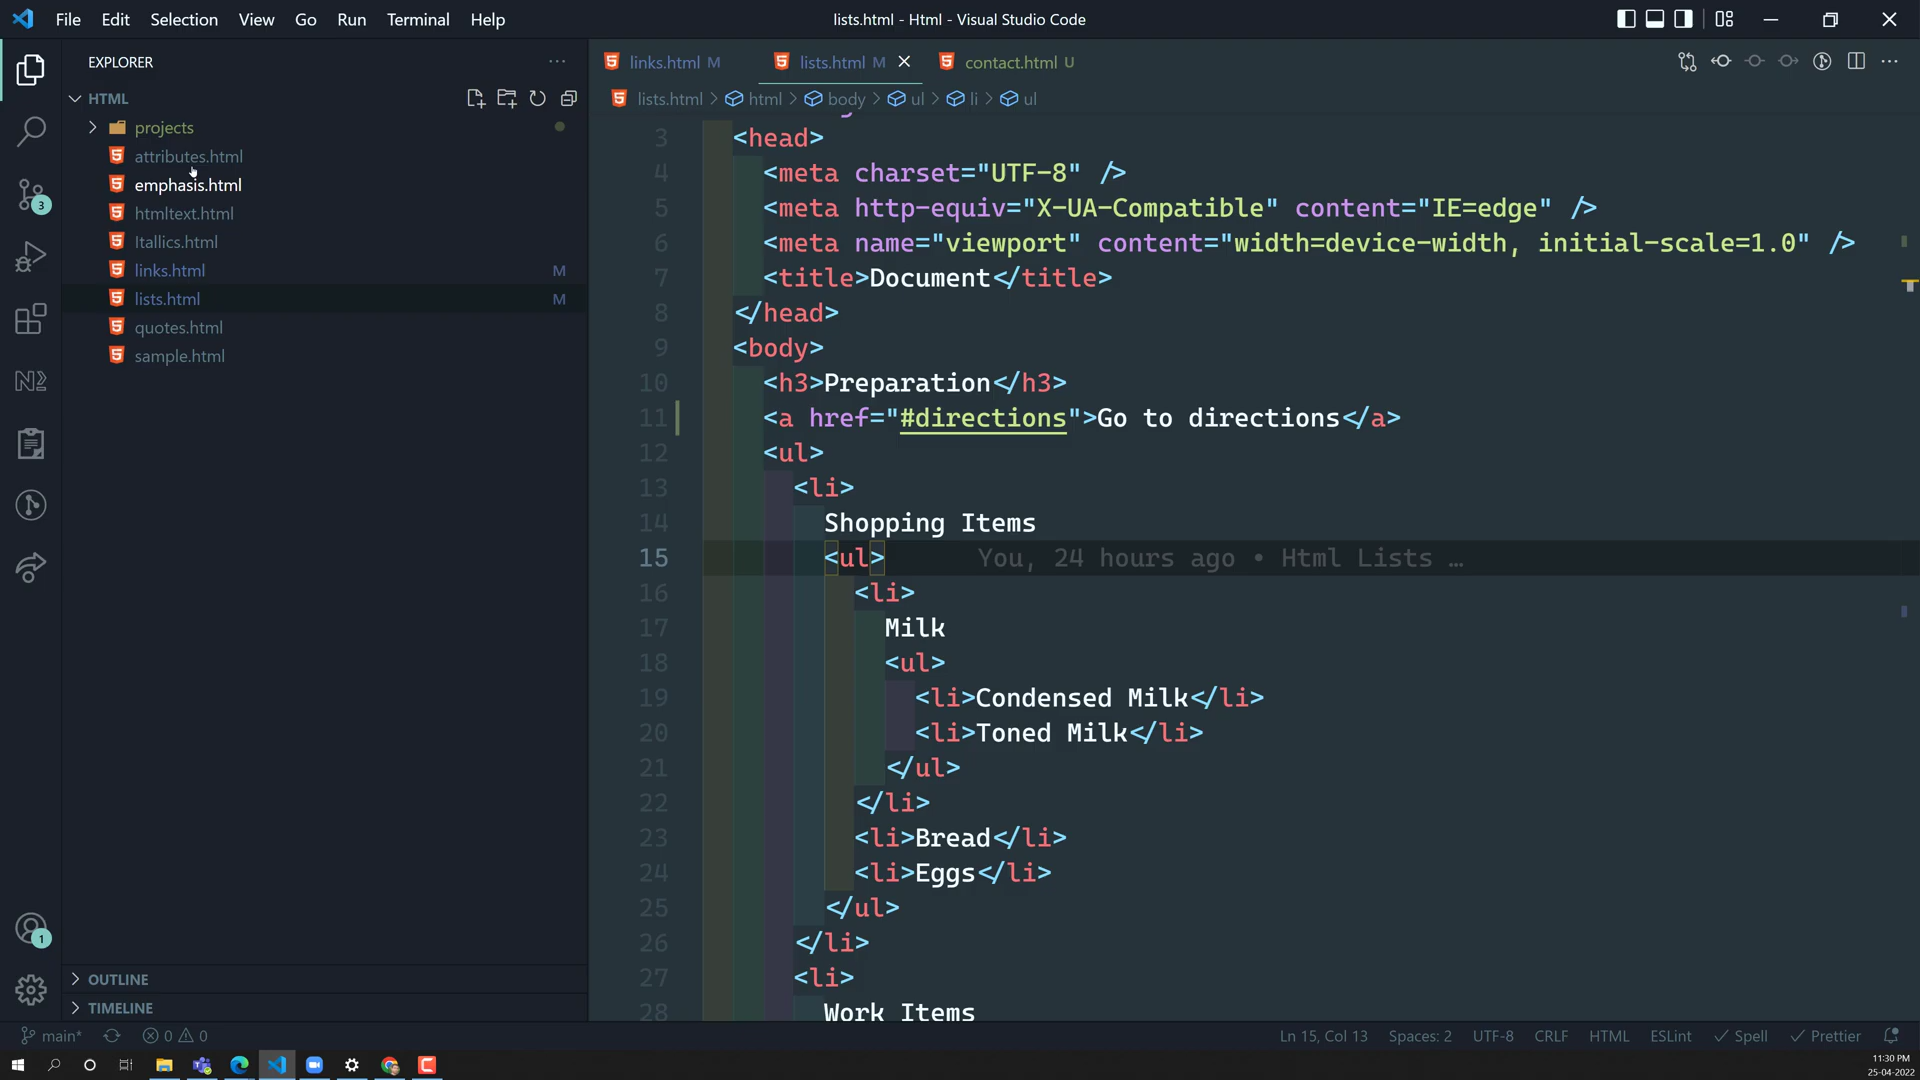 File Edit Selection View Go Run Terminal Help
lists.html - Html - Visual Studio Code
EXPLORER
HTML
projects
attributes.html
emphasis.html
htmltext.html
Itallics.html
links.html M
lists.html M
quotes.html
sample.html
OUTLINE
TIMELINE
3
1
links.html M lists.html M contact.html U
lists.html > html > body > ul > li > ul
3 <head>
4 <meta charset="UTF-8" />
5 <meta http-equiv="X-UA-Compatible" content="IE=edge" />
6 <meta name="viewport" content="width=device-width, initial-scale=1.0" />
7 <title>Document</title>
8 </head>
9 <body>
10 <h3>Preparation</h3>
11 <a href="#directions">Go to directions</a>
12 <ul>
13 <li>
14 Shopping Items
15 <ul> You, 24 hours ago • Html Lists …
16 <li>
17 Milk
18 <ul>
19 <li>Condensed Milk</li>
20 <li>Toned Milk</li>
21 </ul>
22 </li>
23 <li>Bread</li>
24 <li>Eggs</li>
25 </ul>
26 </li>
27 <li>
28 Work Items
main* 0 0 Ln 15, Col 13 Spaces: 2 UTF-8 CRLF HTML ESLint Spell Prettier
11:30 PM
25-04-2022